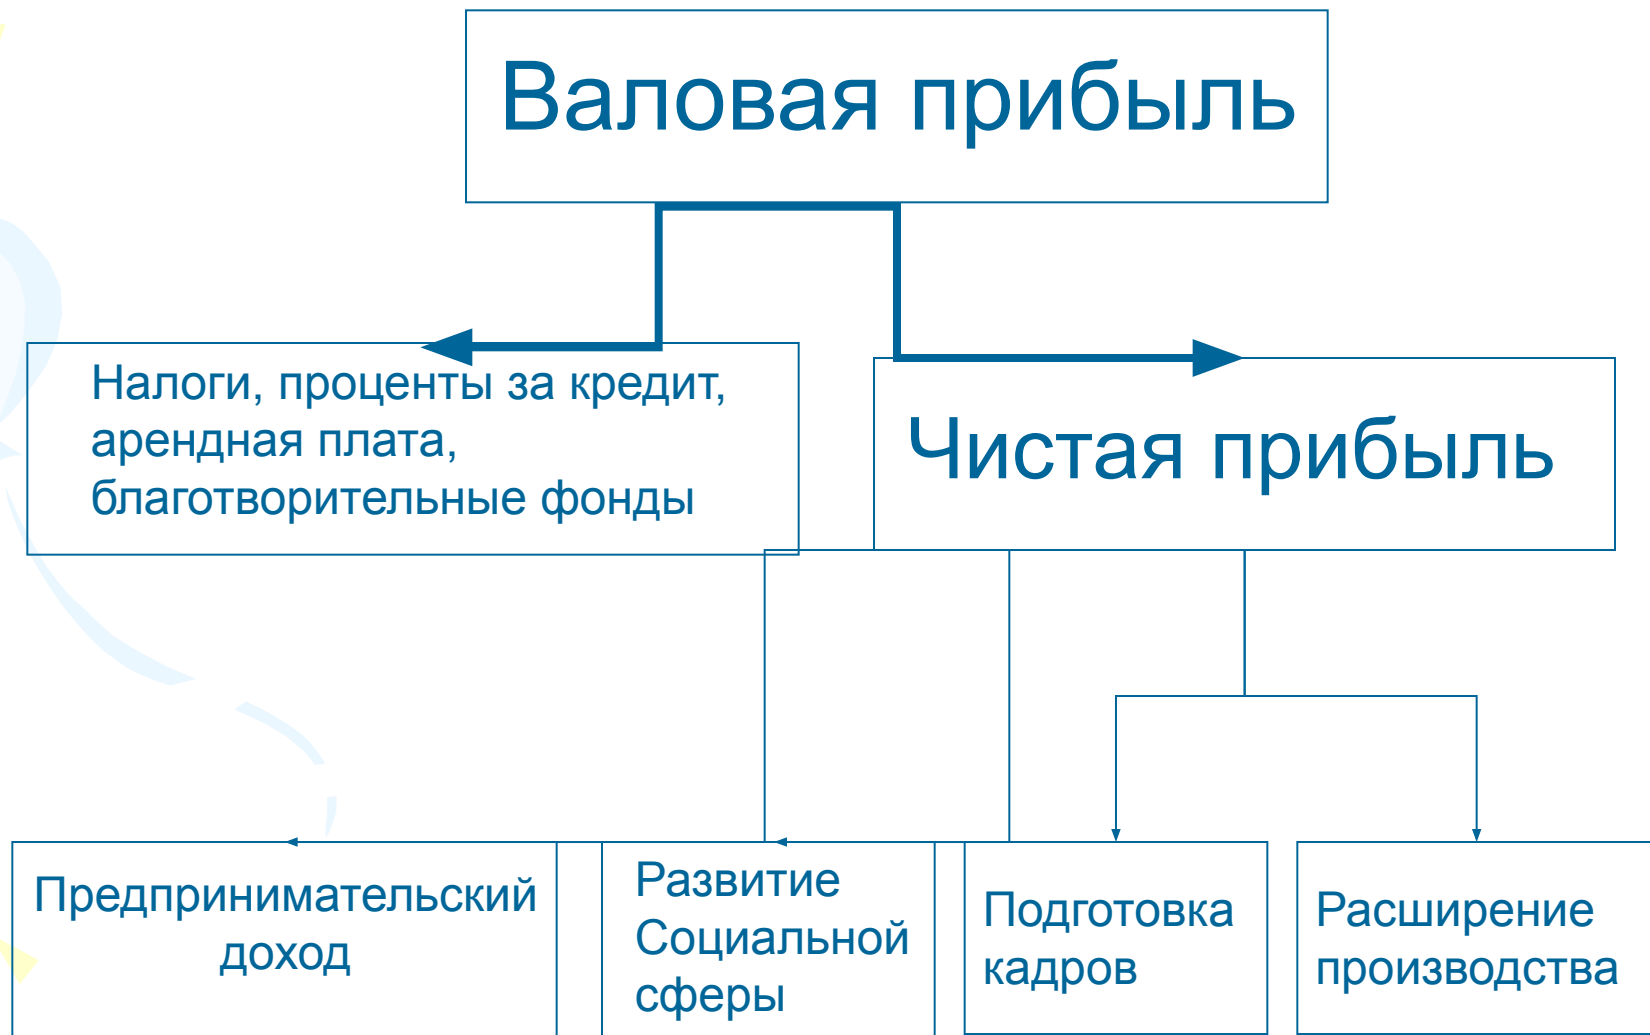 Валовая прибыль
Налоги, проценты за кредит,
арендная плата,
благотворительные фонды
Чистая прибыль
Предпринимательский
доход
Развитие
Социальной
сферы
Подготовка
кадров
Расширение
производства